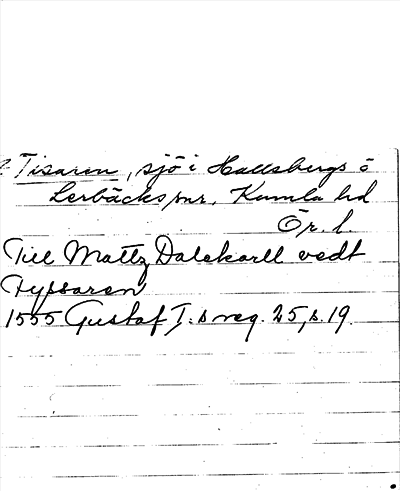 ? Tisaren, sjö i Hallsbergs o
Lerbäcks snr, Kumla hd
Ör. l.
Till Mattz Dalekarll vedt
Tyssaren
1555 Gustaf I:s reg. 25, s. 19.